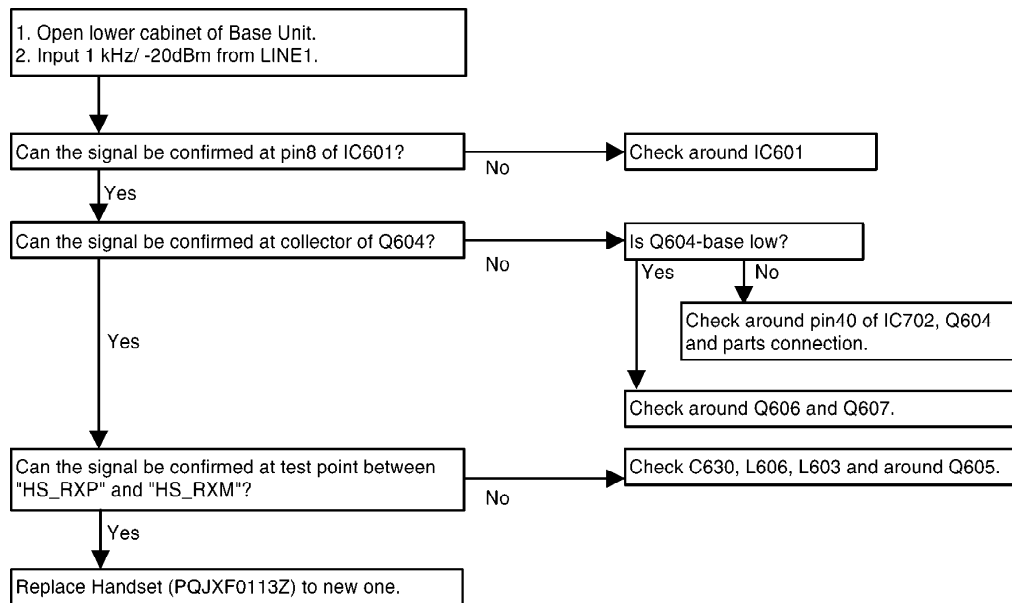 1. Open lower cabinet of Base Unit.
2. Input 1 kHz/ -20dBm from LINE1.
Can the signal be confirmed at pin8 of IC601?
No
Check around IC601
Yes
Can the signal be confirmed at collector of Q604?
No
Is Q604-base low?
Yes
No
Check around pin40 of IC702, Q604
and parts connection.
Yes
Check around Q606 and Q607.
Can the signal be confirmed at test point between
"HS_RXP" and "HS_RXM"?
No
Check C630, L606, L603 and around Q605.
Yes
Replace Handset (PQJXF0113Z) to new one.